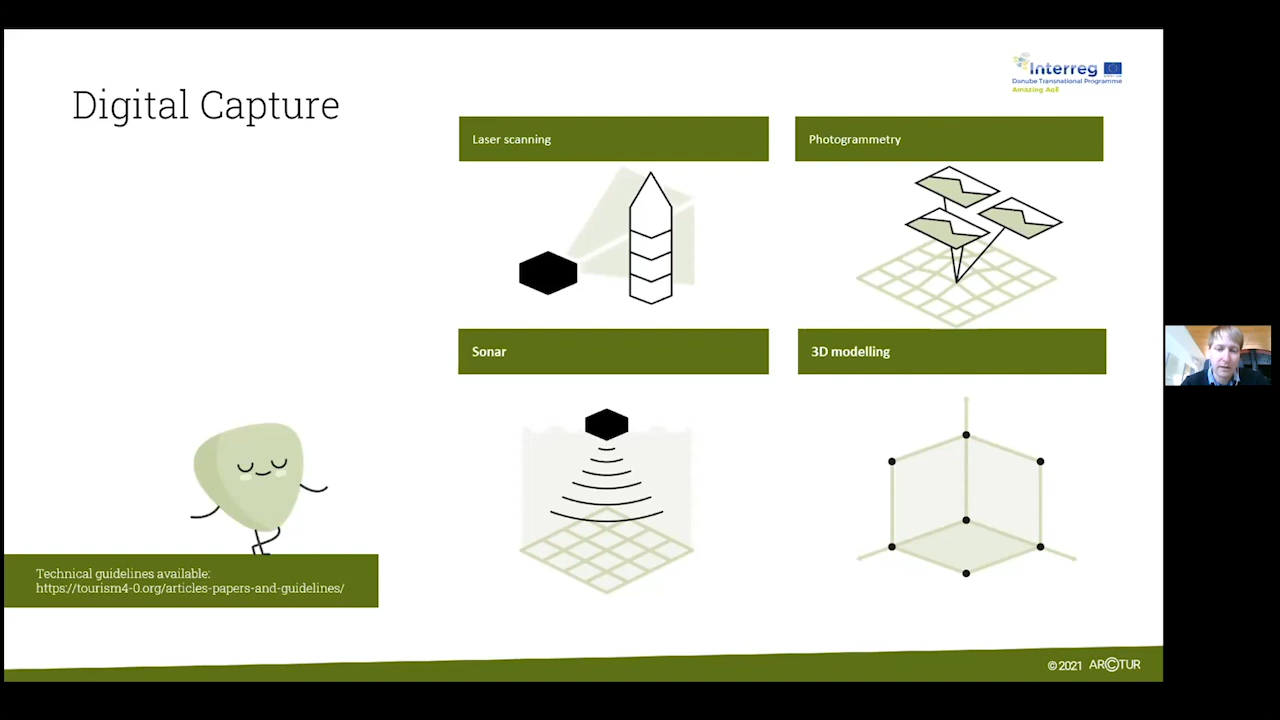 Digital Capture
Interreg
Danube Transnational Programme
Amazing AoE
Laser scanning
Photogrammetry
Sonar
3D modelling
Technical guidelines available:
https://tourism4-0.org/articles-papers-and-guidelines/
©2021 ARCTUR